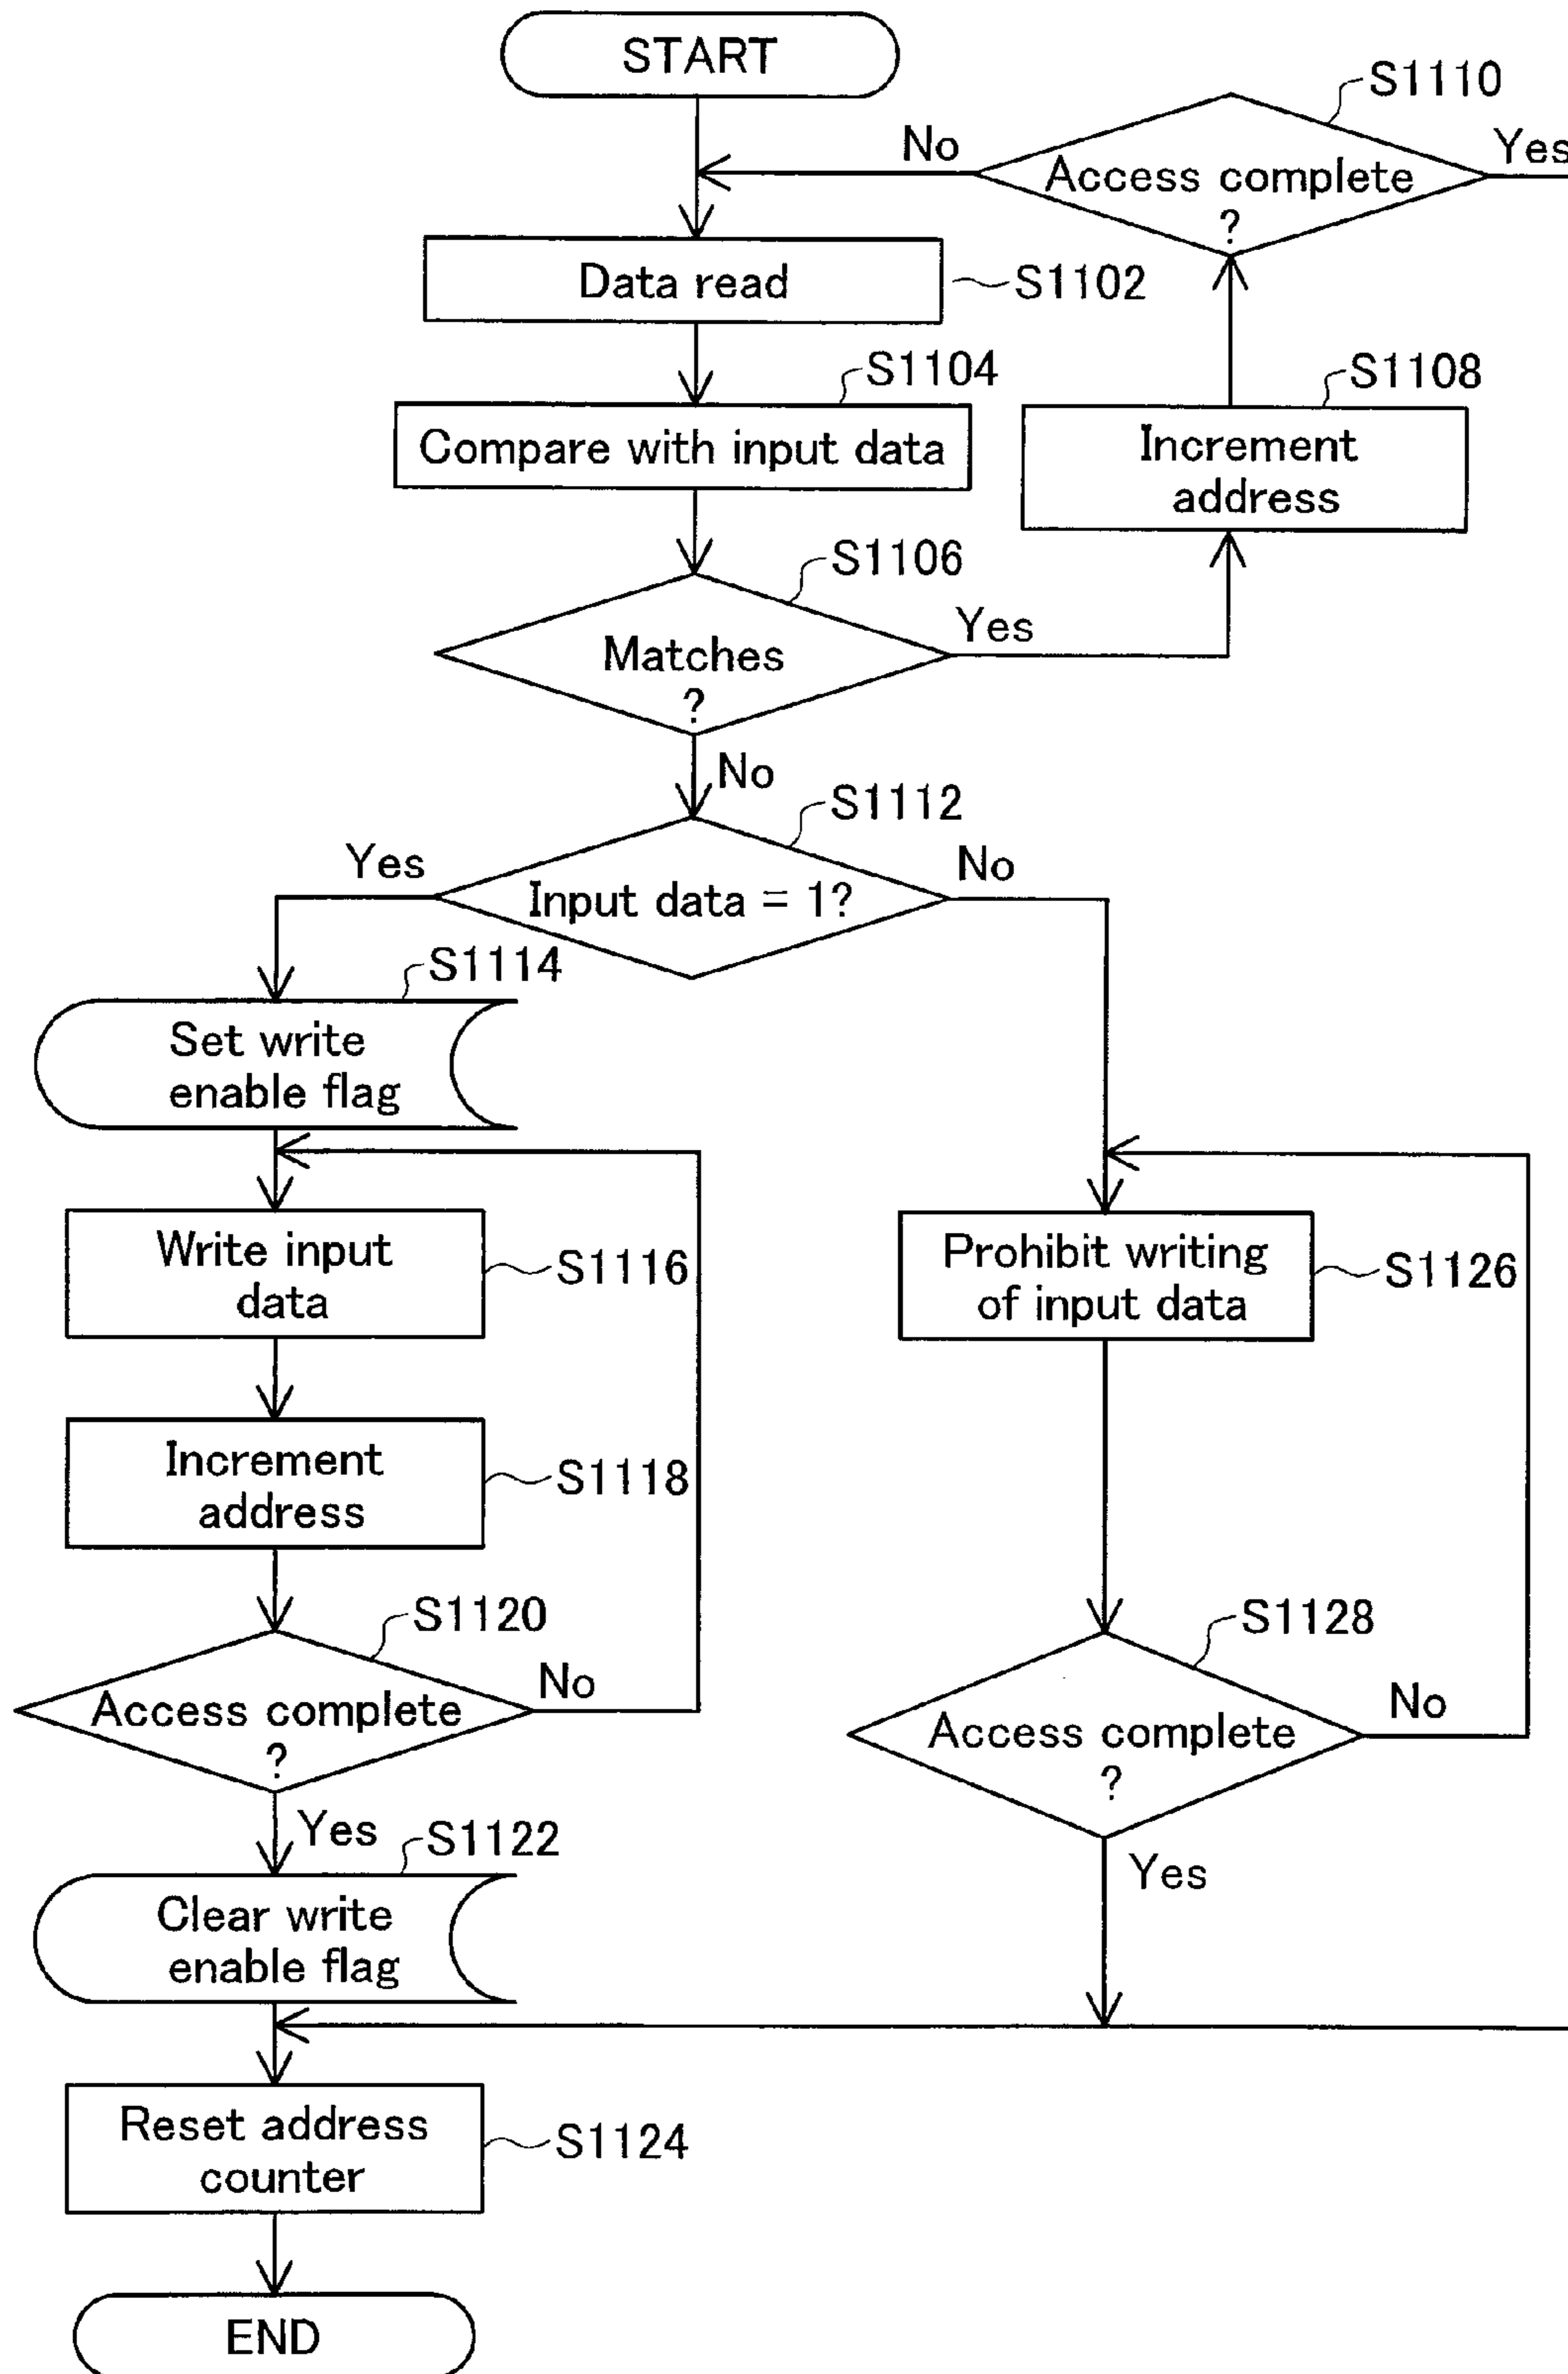 START
S1110
No
Yes
Access complete
?
Data read
S1102
S1104
S1108
Compare with input data
Increment
address
S1106
Yes
Matches
?
No
S1112
Yes
No
Input data = 1?
S1114
Set write
enable flag
Write input
data
S1116
Prohibit writing
of input data
S1126
Increment
address
S1118
S1120
S1128
No
No
Access complete
?
Access complete
?
Yes
S1122
Yes
Clear write
enable flag
Reset address
counter
S1124
END